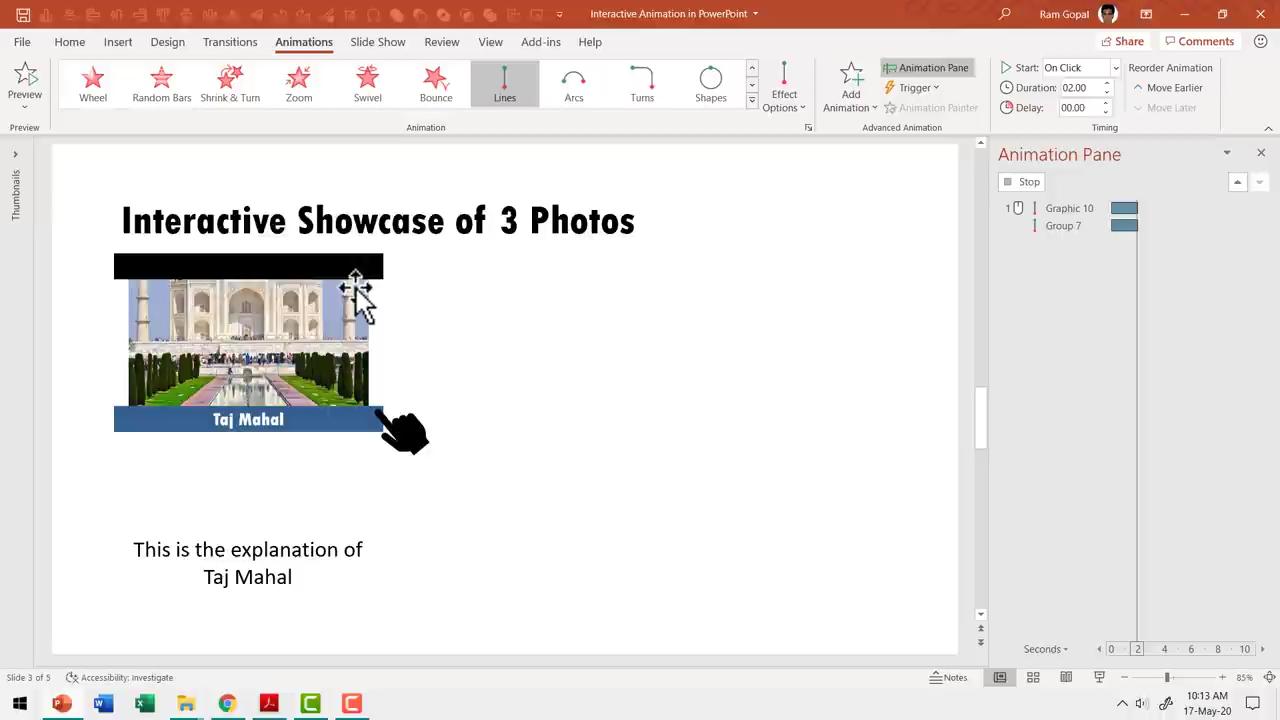 Interactive Animation in PowerPoint
Ram Gopal
File Home Insert Design Transitions Animations Slide Show Review View Add-ins Help
Share Comments
Preview
Wheel Random Bars Shrink & Turn Zoom Swivel Bounce Lines Arcs Turns Shapes
Effect Options
Add Animation
Animation Pane
Trigger
Animation Painter
Start: On Click
Duration: 02.00
Delay: 00.00
Reorder Animation
Move Earlier
Move Later
Preview Animation Advanced Animation Timing
Thumbnails
Interactive Showcase of 3 Photos
Taj Mahal
This is the explanation of
Taj Mahal
Animation Pane
Stop
1 Graphic 10
Group 7
Seconds 0 2 4 6 8 10
Slide 3 of 5 Accessibility: Investigate Notes 85%
10:13 AM
17-May-20